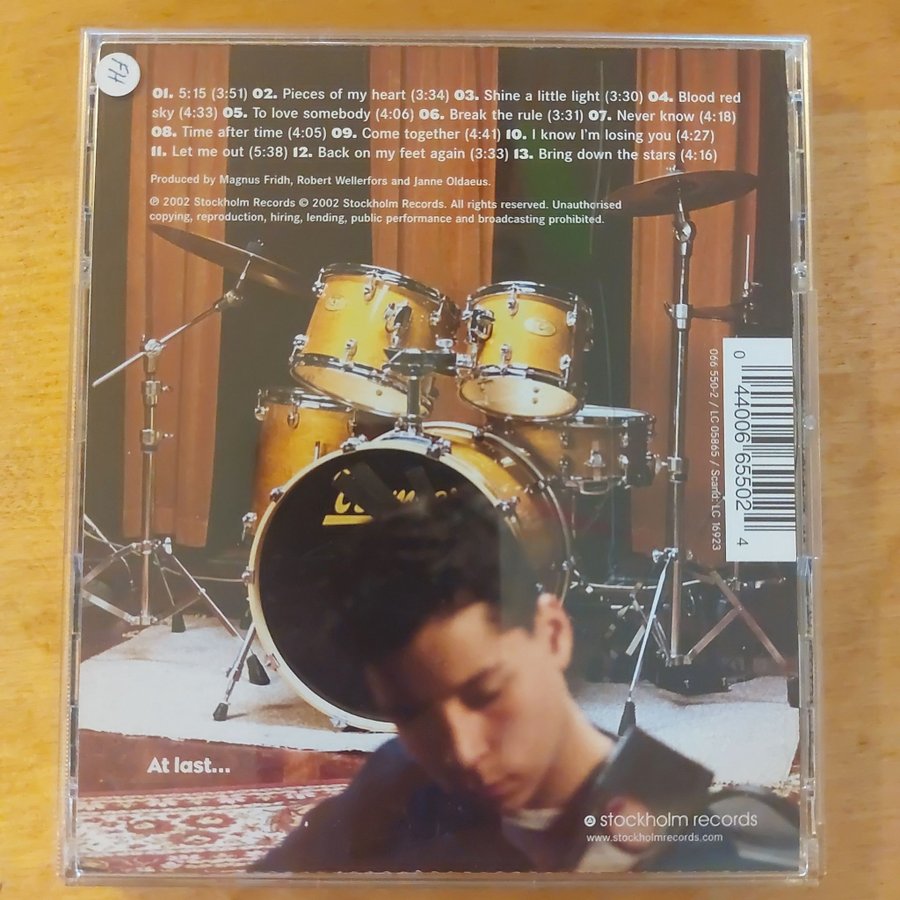 FH
01. 5:15 (3:51) 02. Pieces of my heart (3:34) 03. Shine a little light (3:30) 04. Blood red
sky (4:33) 05. To love somebody (4:06) 06. Break the rule (3:31) 07. Never know (4:18)
08. Time after time (4:05) 09. Come together (4:41) 10. I know I'm losing you (4:27)
11. Let me out (5:38) 12. Back on my feet again (3:33) 13. Bring down the stars (4:16)
Produced by Magnus Fridh, Robert Wellerfors and Janne Oldaeus.
℗ 2002 Stockholm Records © 2002 Stockholm Records. All rights reserved. Unauthorised
copying, reproduction, hiring, lending, public performance and broadcasting prohibited.
066 550-2 / LC 05865 / Scand: LC 16923
0 44006 65502 4
At last...
stockholm records
www.stockholmrecords.com